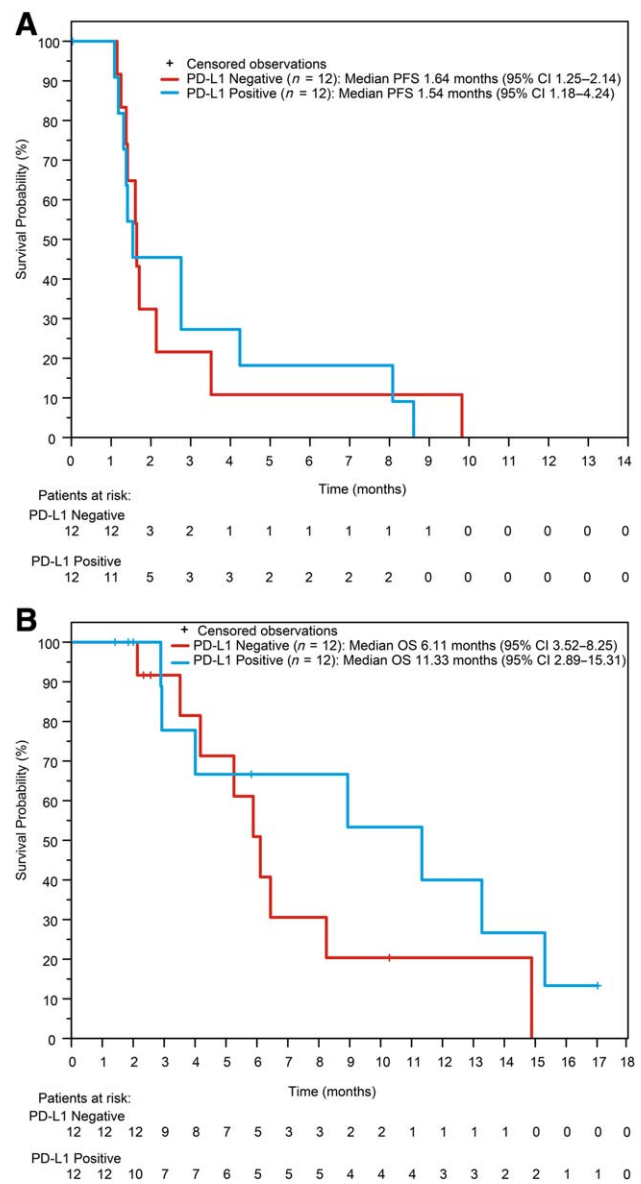 A
100
90
80
70
60
50
40
30
20
10
0
Survival Probability (%)
+ Censored observations
PD-L1 Negative (n = 12): Median PFS 1.64 months (95% CI 1.25–2.14)
PD-L1 Positive (n = 12): Median PFS 1.54 months (95% CI 1.18–4.24)
0 1 2 3 4 5 6 7 8 9 10 11 12 13 14
Time (months)
Patients at risk:
PD-L1 Negative
12 12 3 2 1 1 1 1 1 1 0 0 0 0 0
PD-L1 Positive
12 11 5 3 3 2 2 2 2 0 0 0 0 0 0
B
100
90
80
70
60
50
40
30
20
10
0
Survival Probability (%)
+ Censored observations
PD-L1 Negative (n = 12): Median OS 6.11 months (95% CI 3.52–8.25)
PD-L1 Positive (n = 12): Median OS 11.33 months (95% CI 2.89–15.31)
0 1 2 3 4 5 6 7 8 9 10 11 12 13 14 15 16 17 18
Time (months)
Patients at risk:
PD-L1 Negative
12 12 12 9 8 7 5 3 3 2 2 1 1 1 1 0 0 0 0
PD-L1 Positive
12 12 10 7 7 6 5 5 5 4 4 4 3 3 2 2 1 1 0